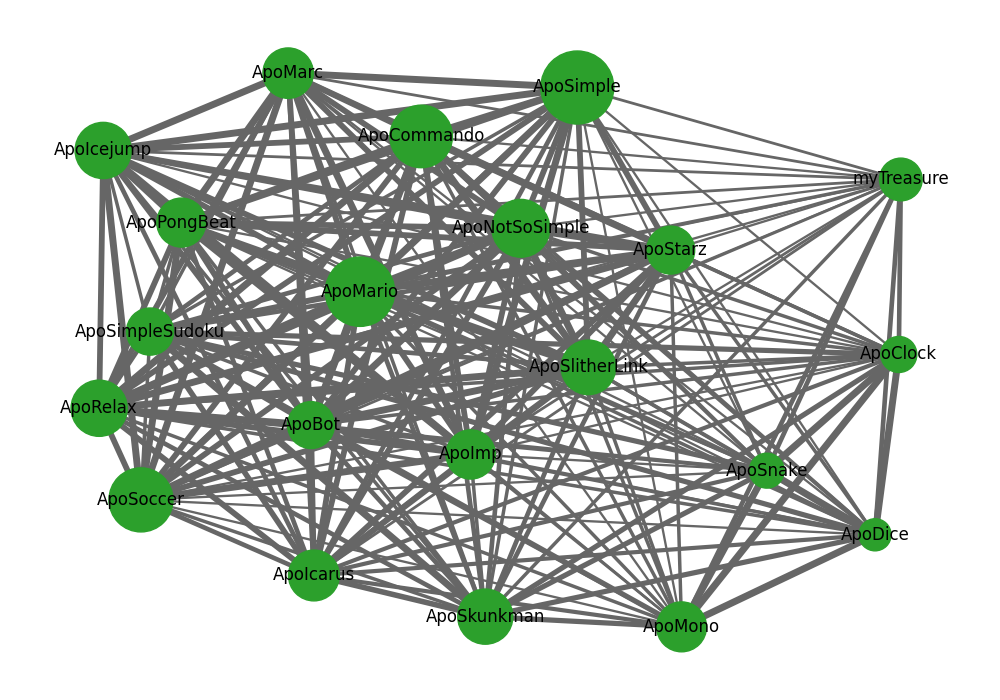 ApoMarc
ApoSimple
ApoCommando
ApoIcejump
myTreasure
ApoPongBeat
ApoNotSoSimple
ApoStarz
ApoMario
ApoSimpleSudoku
ApoClock
ApoSlitherLink
ApoRelax
ApoBot
ApoImp
ApoSnake
ApoSoccer
ApoDice
ApoIcarus
ApoSkunkman
ApoMono